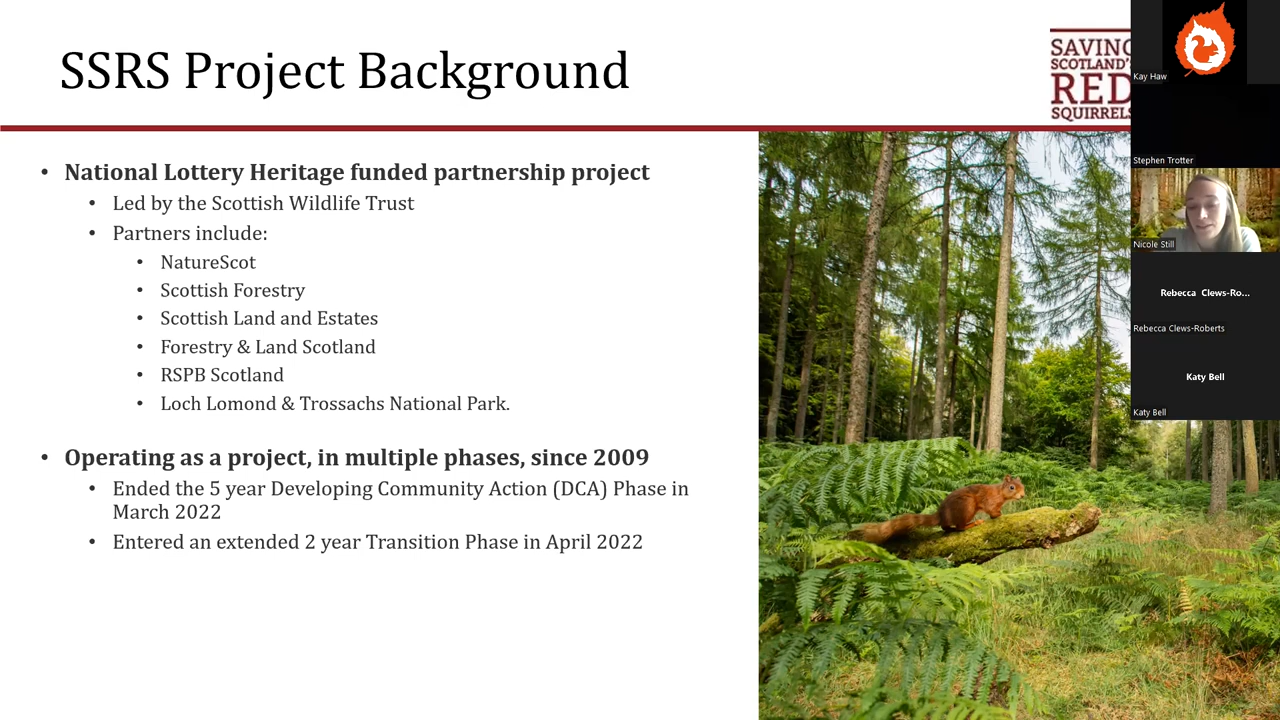 SSRS Project Background
SAVING
SCOTLAND'S
RED
SQUIRRELS
• National Lottery Heritage funded partnership project
• Led by the Scottish Wildlife Trust
• Partners include:
• NatureScot
• Scottish Forestry
• Scottish Land and Estates
• Forestry & Land Scotland
• RSPB Scotland
• Loch Lomond & Trossachs National Park.
• Operating as a project, in multiple phases, since 2009
• Ended the 5 year Developing Community Action (DCA) Phase in
March 2022
• Entered an extended 2 year Transition Phase in April 2022
Kay Haw
Stephen Trotter
Nicole Still
Rebecca Clews-Ro...
Rebecca Clews-Roberts
Katy Bell
Katy Bell